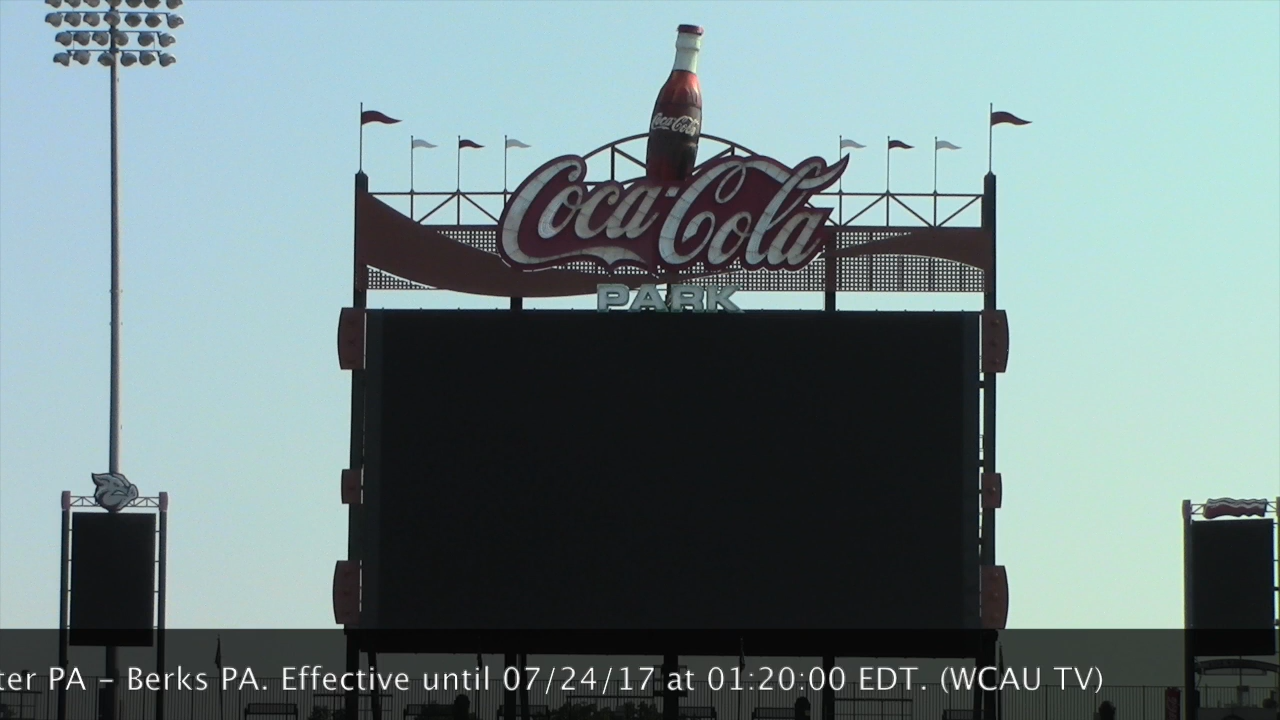 Coca-Cola
Coca-Cola
PARK
ter PA – Berks PA. Effective until 07/24/17 at 01:20:00 EDT. (WCAU TV)